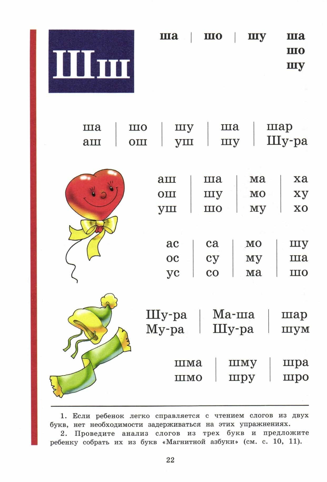 Шш
ша | шо | шу ша
шо
шу
ша | шо | шу | ша | шар
аш | ош | уш | шу | Шу-ра
аш | ша | ма | ха
ош | шу | мо | ху
уш | шо | му | хо
ас | са | мо | шу
ос | су | му | ша
ус | со | ма | шо
Шу-ра | Ма-ша | шар
Му-ра | Шу-ра | шум
шма | шму | шра
шмо | шру | шро
1. Если ребенок легко справляется с чтением слогов из двух
букв, нет необходимости задерживаться на этих упражнениях.
2. Проведите анализ слогов из трех букв и предложите
ребенку собрать их из букв «Магнитной азбуки» (см. с. 10, 11).
22